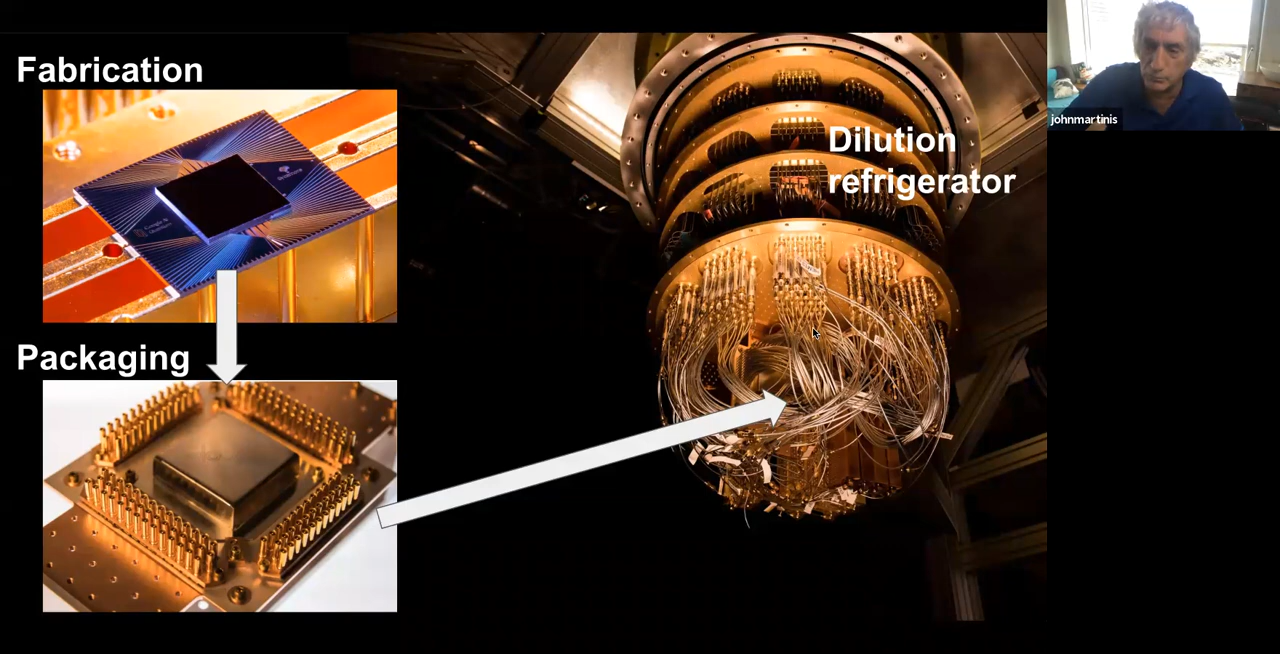 Fabrication
Packaging
Dilution
refrigerator
johnmartinis